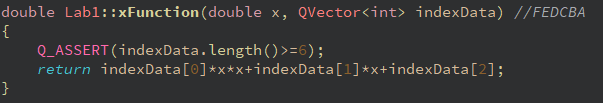 double Lab1::xFunction(double x, QVector<int> indexData) //FEDCBA
{
    Q_ASSERT(indexData.length()>=6);
    return indexData[0]*x*x+indexData[1]*x+indexData[2];
}